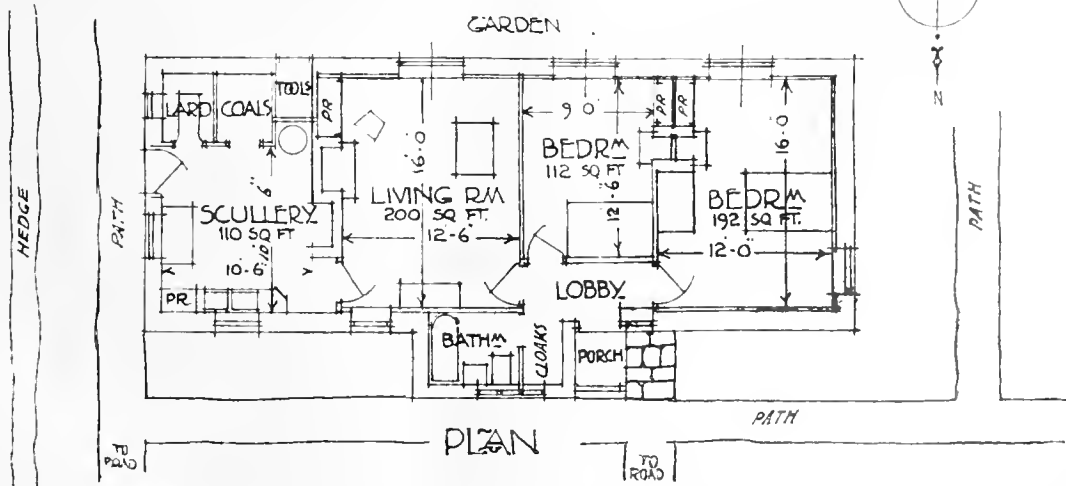 GARDEN
N
HEDGE
PATH
LARD
COALS
TOOLS
PR
SCULLERY
110 SQ FT
10'-6"
10'-6"
PR
LIVING RM
200 SQ FT.
16'-0
12'-6"
9'0"
BEDRM
112 SQ FT
12'-6"
PR
PR
BEDRM
192 SQ FT.
16'-0
12'-0"
LOBBY
BATHM
CLOAKS
PORCH
PATH
PATH
PLAN
TO
ROAD
TO
ROAD